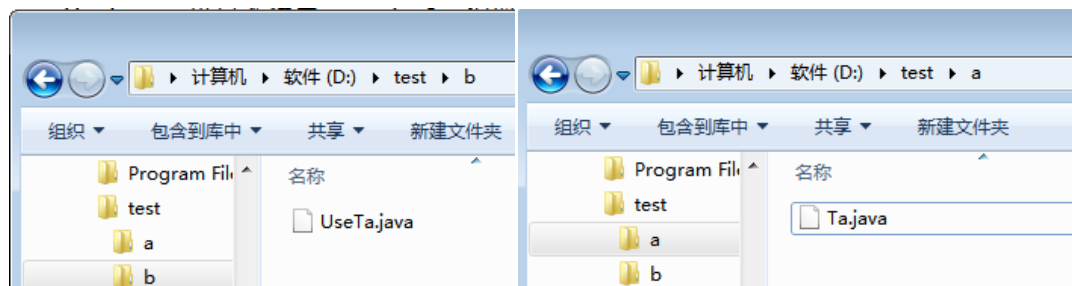 计算机 软件 (D:) test b
组织 包含到库中 共享 新建文件夹
Program File
名称
test
UseTa.java
a
b
计算机 软件 (D:) test a
组织 包含到库中 共享 新建文件夹
Program File
名称
test
Ta.java
a
b